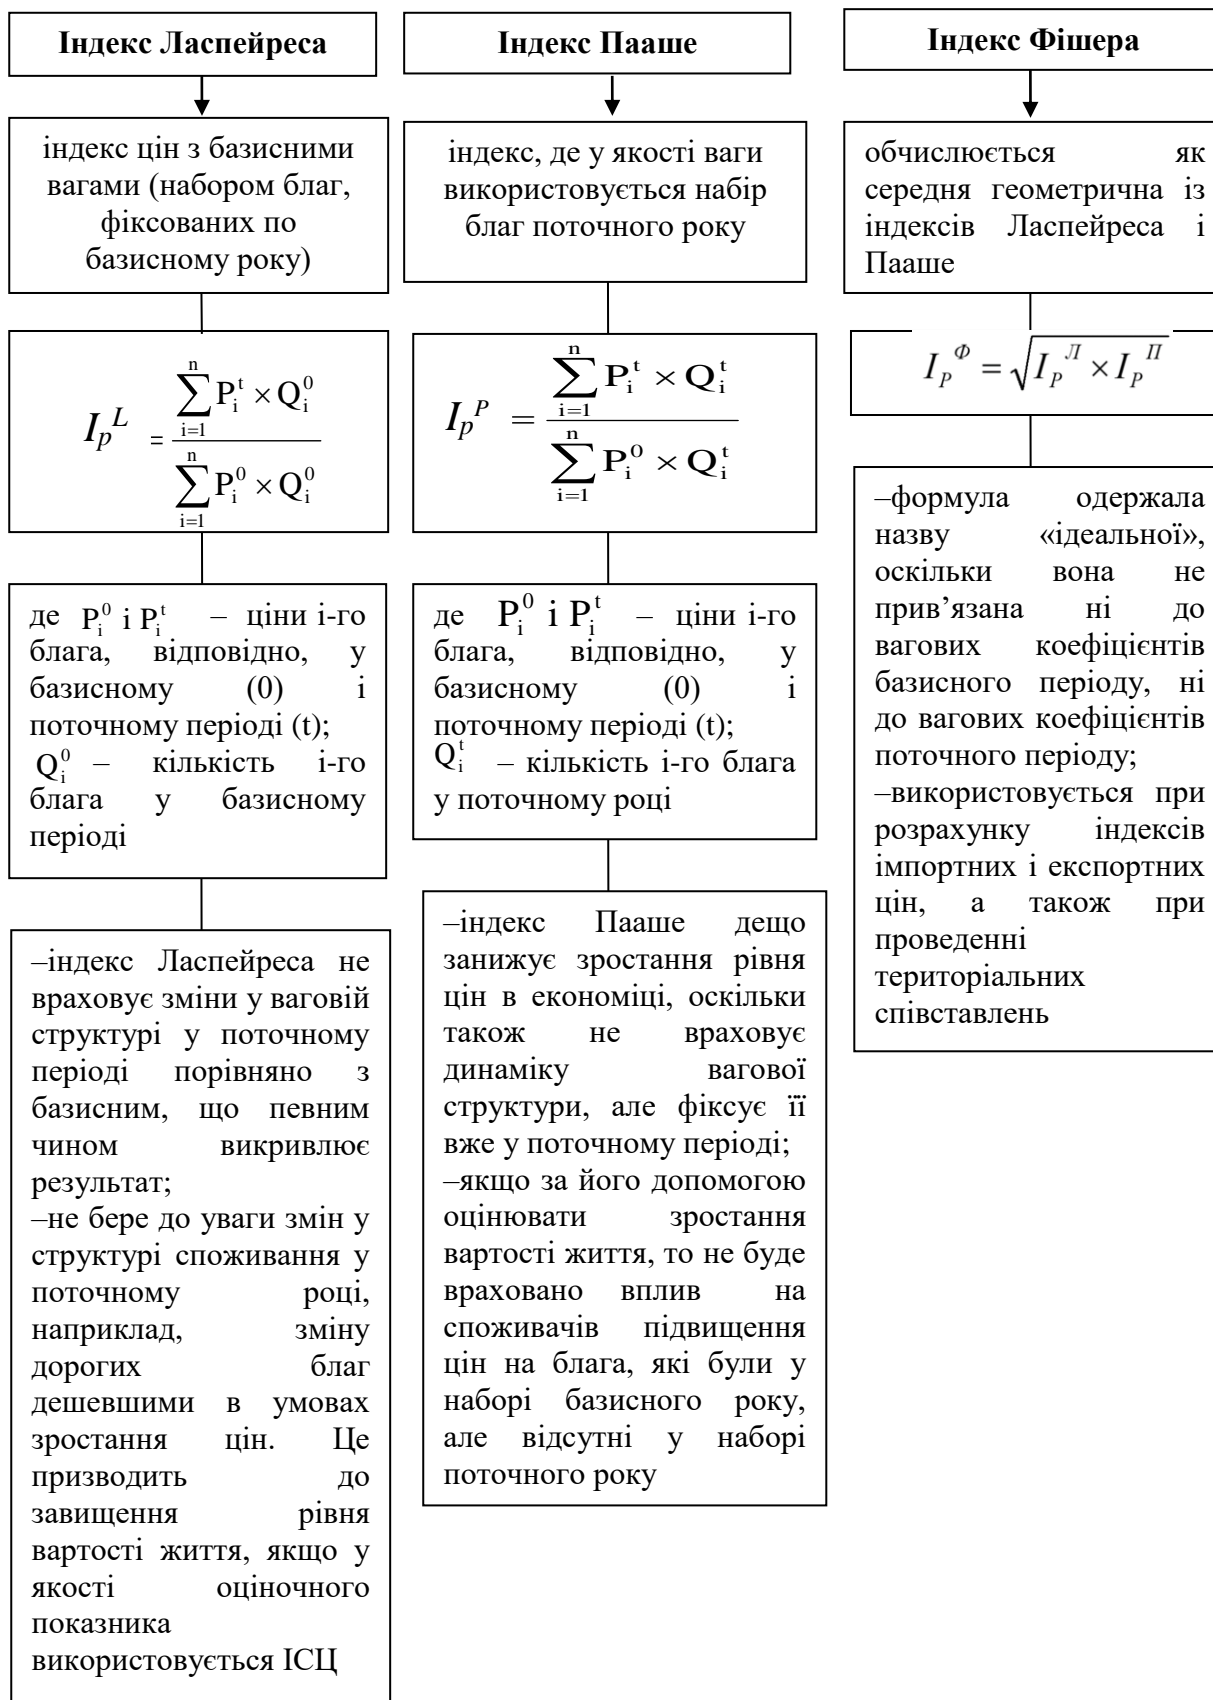 Індекс Ласпейреса
індекс цін з базисними
вагами (набором благ,
фіксованих по
базисному року)
I_p^L = \frac{\sum_{i=1}^{n} P_i^t × Q_i^0}{\sum_{i=1}^{n} P_i^0 × Q_i^0}
де P_i^0 і P_i^t – ціни і-го
блага, відповідно, у
базисному (0) і
поточному періоді (t);
Q_i^0 – кількість і-го
блага у базисному
періоді
–індекс Ласпейреса не
враховує зміни у ваговій
структурі у поточному
періоді порівняно з
базисним, що певним
чином викривлює
результат;
–не бере до уваги змін у
структурі споживання у
поточному році,
наприклад, зміну
дорогих благ
дешевшими в умовах
зростання цін. Це
призводить до
завищення рівня
вартості життя, якщо у
якості оціночного
показника
використовується ІСЦ
Індекс Пааше
індекс, де у якості ваги
використовується набір
благ поточного року
I_p^P = \frac{\sum_{i=1}^{n} P_i^t × Q_i^t}{\sum_{i=1}^{n} P_i^0 × Q_i^t}
де P_i^0 і P_i^t – ціни і-го
блага, відповідно, у
базисному (0) і
поточному періоді (t);
Q_i^t – кількість і-го блага
у поточному році
–індекс Пааше дещо
занижує зростання рівня
цін в економіці, оскільки
також не враховує
динаміку вагової
структури, але фіксує її
вже у поточному періоді;
–якщо за його допомогою
оцінювати зростання
вартості життя, то не буде
враховано вплив на
споживачів підвищення
цін на блага, які були у
наборі базисного року,
але відсутні у наборі
поточного року
Індекс Фішера
обчислюється як
середня геометрична із
індексів Ласпейреса і
Пааше
I_P^Ф = \sqrt{I_P^Л × I_P^П}
–формула одержала
назву «ідеальної»,
оскільки вона не
прив’язана ні до
вагових коефіцієнтів
базисного періоду, ні
до вагових коефіцієнтів
поточного періоду;
–використовується при
розрахунку індексів
імпортних і експортних
цін, а також при
проведенні
територіальних
співставлень